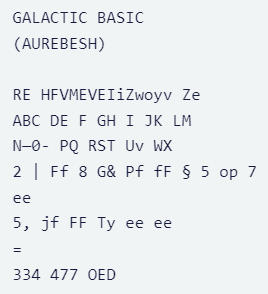 GALACTIC BASIC
(AUREBESH)
RE HFVMEVEIiZwoyv Ze
ABC DE F GH I JK LM
N—0- PQ RST Uv WX
2 | Ff 8 G& Pf fF § 5 op 7
ee
5, jf FF Ty ee ee
=
334 477 OED